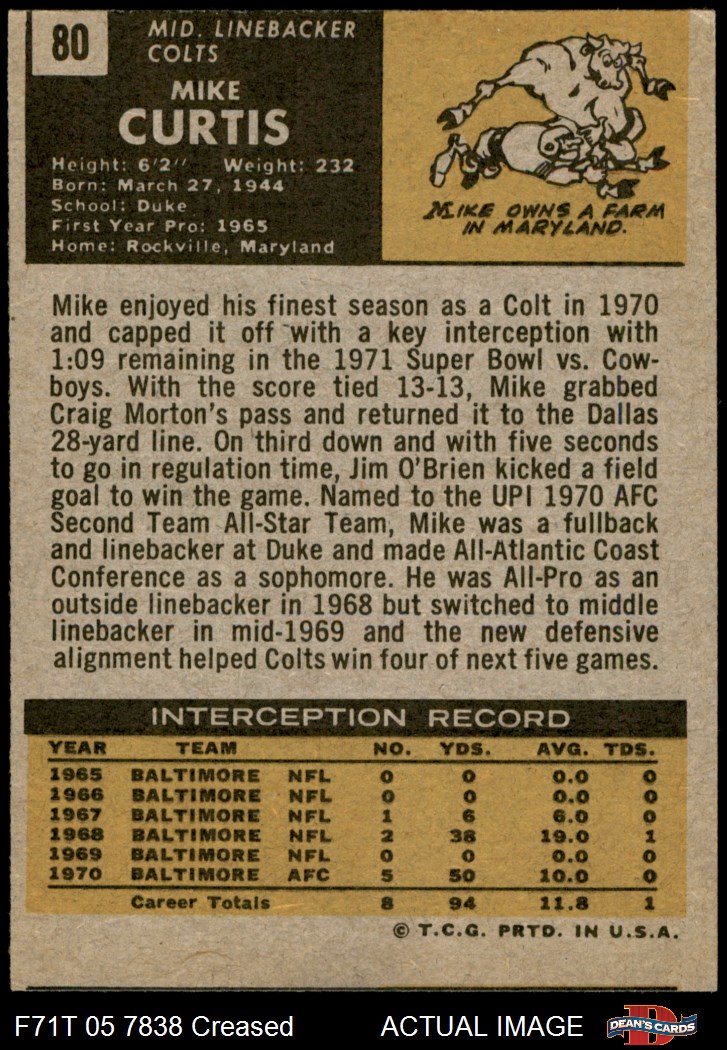 80
MID. LINEBACKER
COLTS
MIKE
CURTIS
Height: 6'2" Weight: 232
Born: March 27, 1944
School: Duke
First Year Pro: 1965
Home: Rockville, Maryland
MIKE OWNS A FARM
IN MARYLAND.
Mike enjoyed his finest season as a Colt in 1970
and capped it off with a key interception with
1:09 remaining in the 1971 Super Bowl vs. Cow-
boys. With the score tied 13-13, Mike grabbed
Craig Morton's pass and returned it to the Dallas
28-yard line. On third down and with five seconds
to go in regulation time, Jim O'Brien kicked a field
goal to win the game. Named to the UPI 1970 AFC
Second Team All-Star Team, Mike was a fullback
and linebacker at Duke and made All-Atlantic Coast
Conference as a sophomore. He was All-Pro as an
outside linebacker in 1968 but switched to middle
linebacker in mid-1969 and the new defensive
alignment helped Colts win four of next five games.
INTERCEPTION RECORD
YEAR TEAM NO. YDS. AVG. TDS.
1965 BALTIMORE NFL 0 0 0.0 0
1966 BALTIMORE NFL 0 0 0.0 0
1967 BALTIMORE NFL 1 6 6.0 0
1968 BALTIMORE NFL 2 38 19.0 1
1969 BALTIMORE NFL 0 0 0.0 0
1970 BALTIMORE AFC 5 50 10.0 0
Career Totals 8 94 11.8 1
© T.C.G. PRTD. IN U.S.A.
F71T 05 7838 Creased ACTUAL IMAGE DEAN'S CARDS